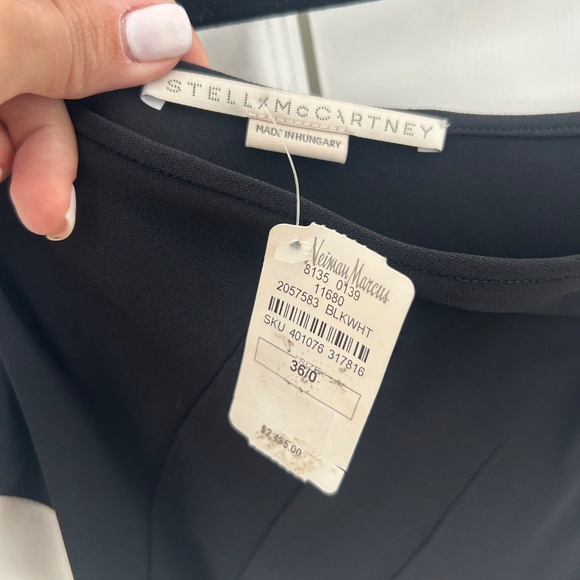 STELLA McCARTNEY
MADE IN HUNGARY
Neiman Marcus
8135 0139
11680
2057583 BLKWHT
SKU 401076 317816
SIZE
36/0
$2,495.00